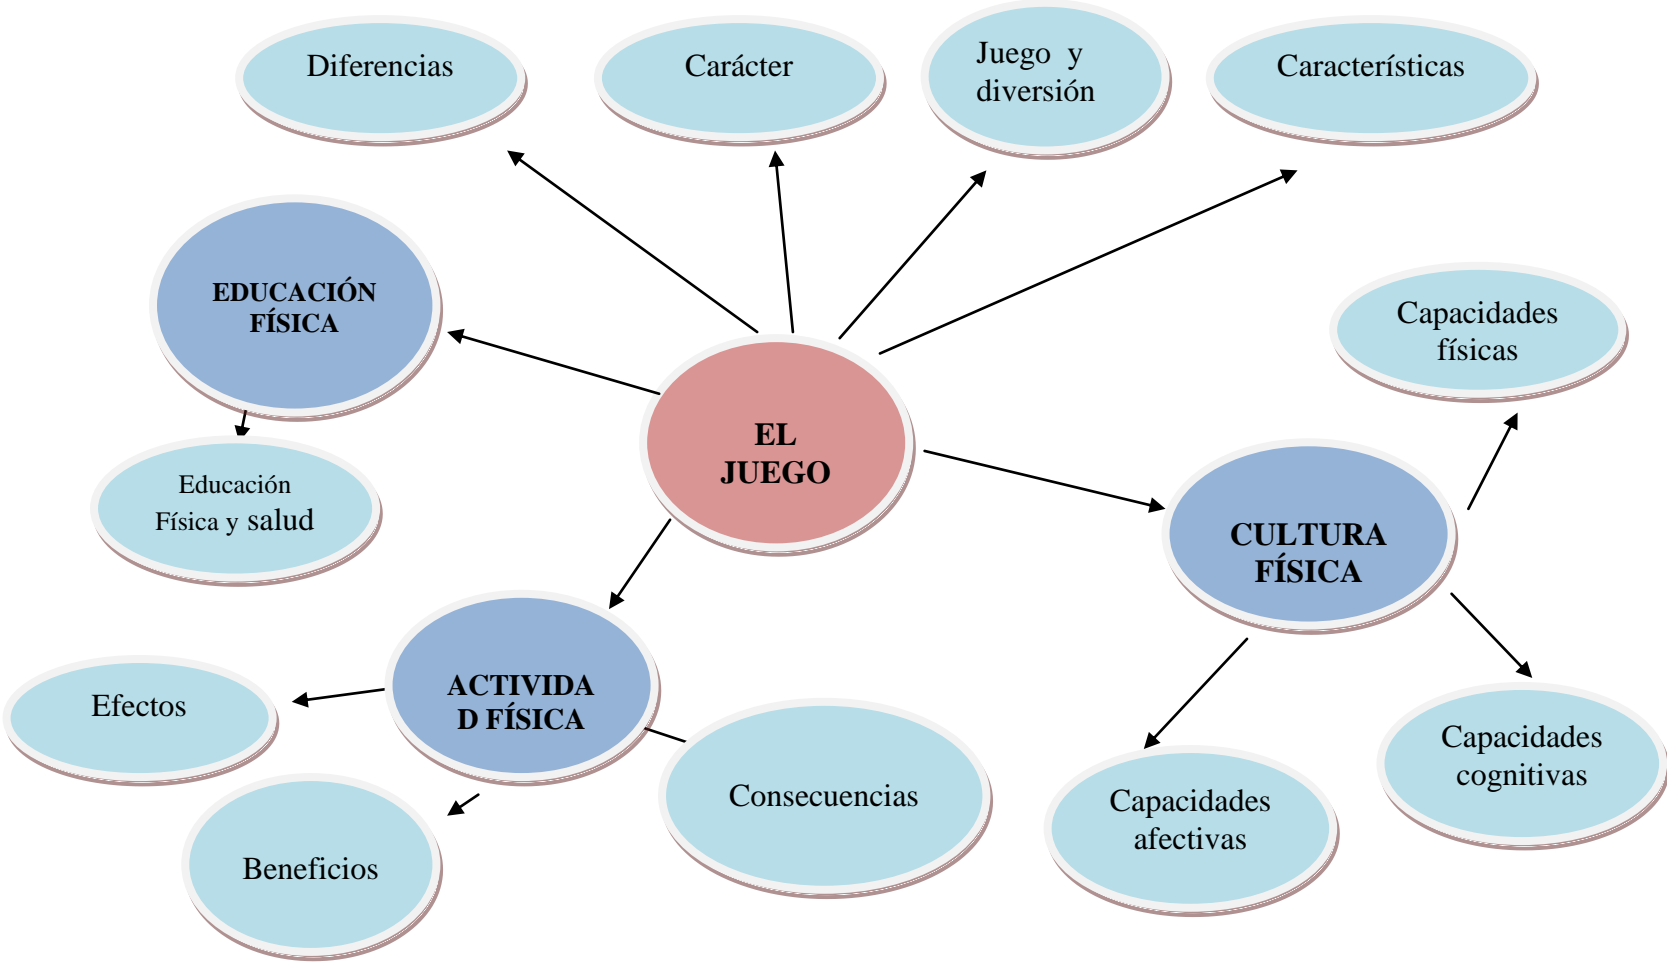 Diferencias
Carácter
Juego y
diversión
Características
EDUCACIÓN
FÍSICA
Capacidades
físicas
EL
JUEGO
Educación
Física y salud
CULTURA
FÍSICA
ACTIVIDA
D FÍSICA
Efectos
Consecuencias
Capacidades
cognitivas
Capacidades
afectivas
Beneficios